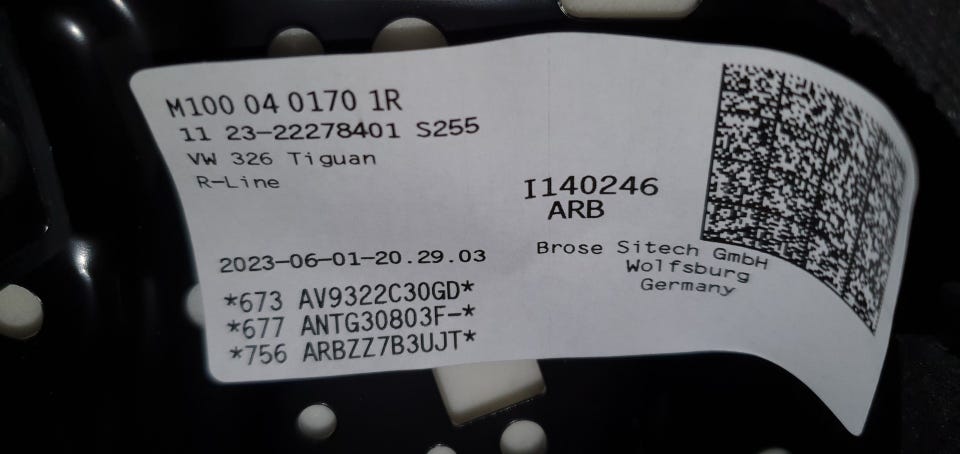 M100 04 0170 1R
11 23-22278401 S255
VW 326 Tiguan
R-Line
I140246
ARB
2023-06-01-20.29.03
Brose Sitech GmbH
Wolfsburg
Germany
*673 AV9322C30GD*
*677 ANTG30803F-*
*756 ARBZZ7B3UJT*